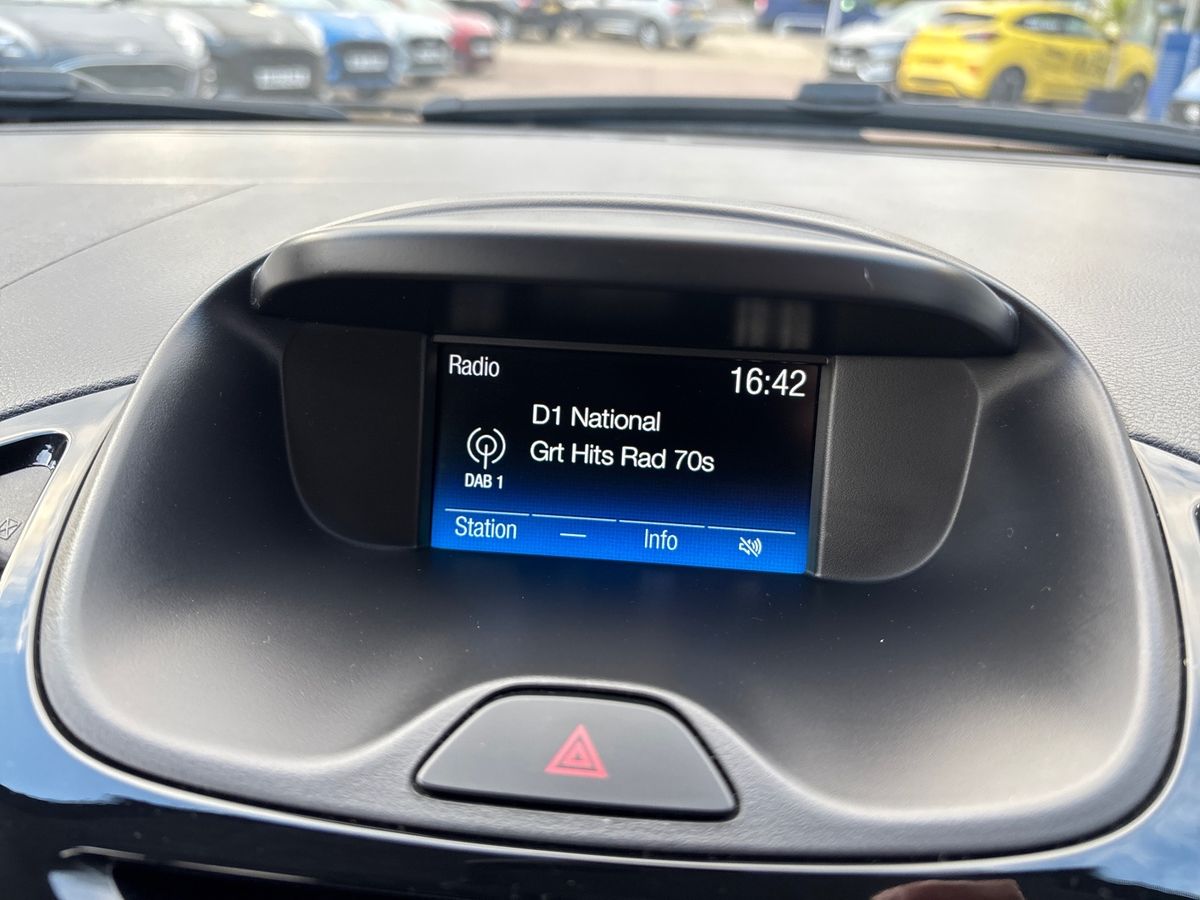 Radio
16:42
D1 National
Grt Hits Rad 70s
DAB 1
Station
—
Info